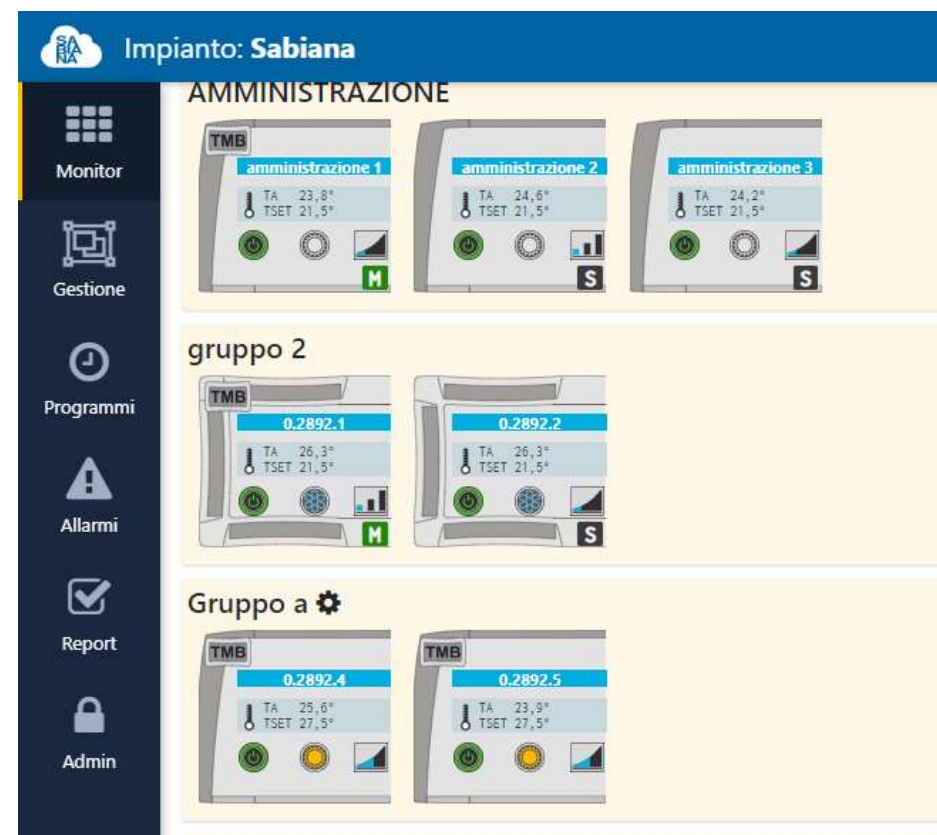 SABIANA
Impianto: Sabiana
Monitor
Gestione
Programmi
Allarmi
Report
Admin
AMMINISTRAZIONE
TMB
amministrazione 1
TA 23,8°
TSET 21,5°
M
amministrazione 2
TA 24,6°
TSET 21,5°
S
amministrazione 3
TA 24,2°
TSET 21,5°
S
gruppo 2
TMB
0.2892.1
TA 26,3°
TSET 21,5°
M
0.2892.2
TA 26,3°
TSET 21,5°
S
Gruppo a
TMB
0.2892.4
TA 25,6°
TSET 27,5°
TMB
0.2892.5
TA 23,9°
TSET 27,5°